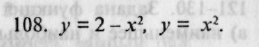 108. y = 2 – x², y = x².